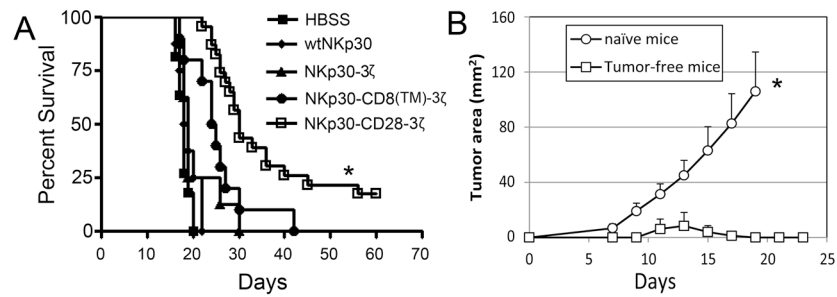 A
Percent Survival
100
75
50
25
0
0 10 20 30 40 50 60 70
Days
HBSS
wtNKp30
NKp30-3ζ
NKp30-CD8(TM)-3ζ
NKp30-CD28-3ζ
*
B
Tumor area (mm²)
160
120
80
40
0
0 5 10 15 20 25
Days
naïve mice
Tumor-free mice
*